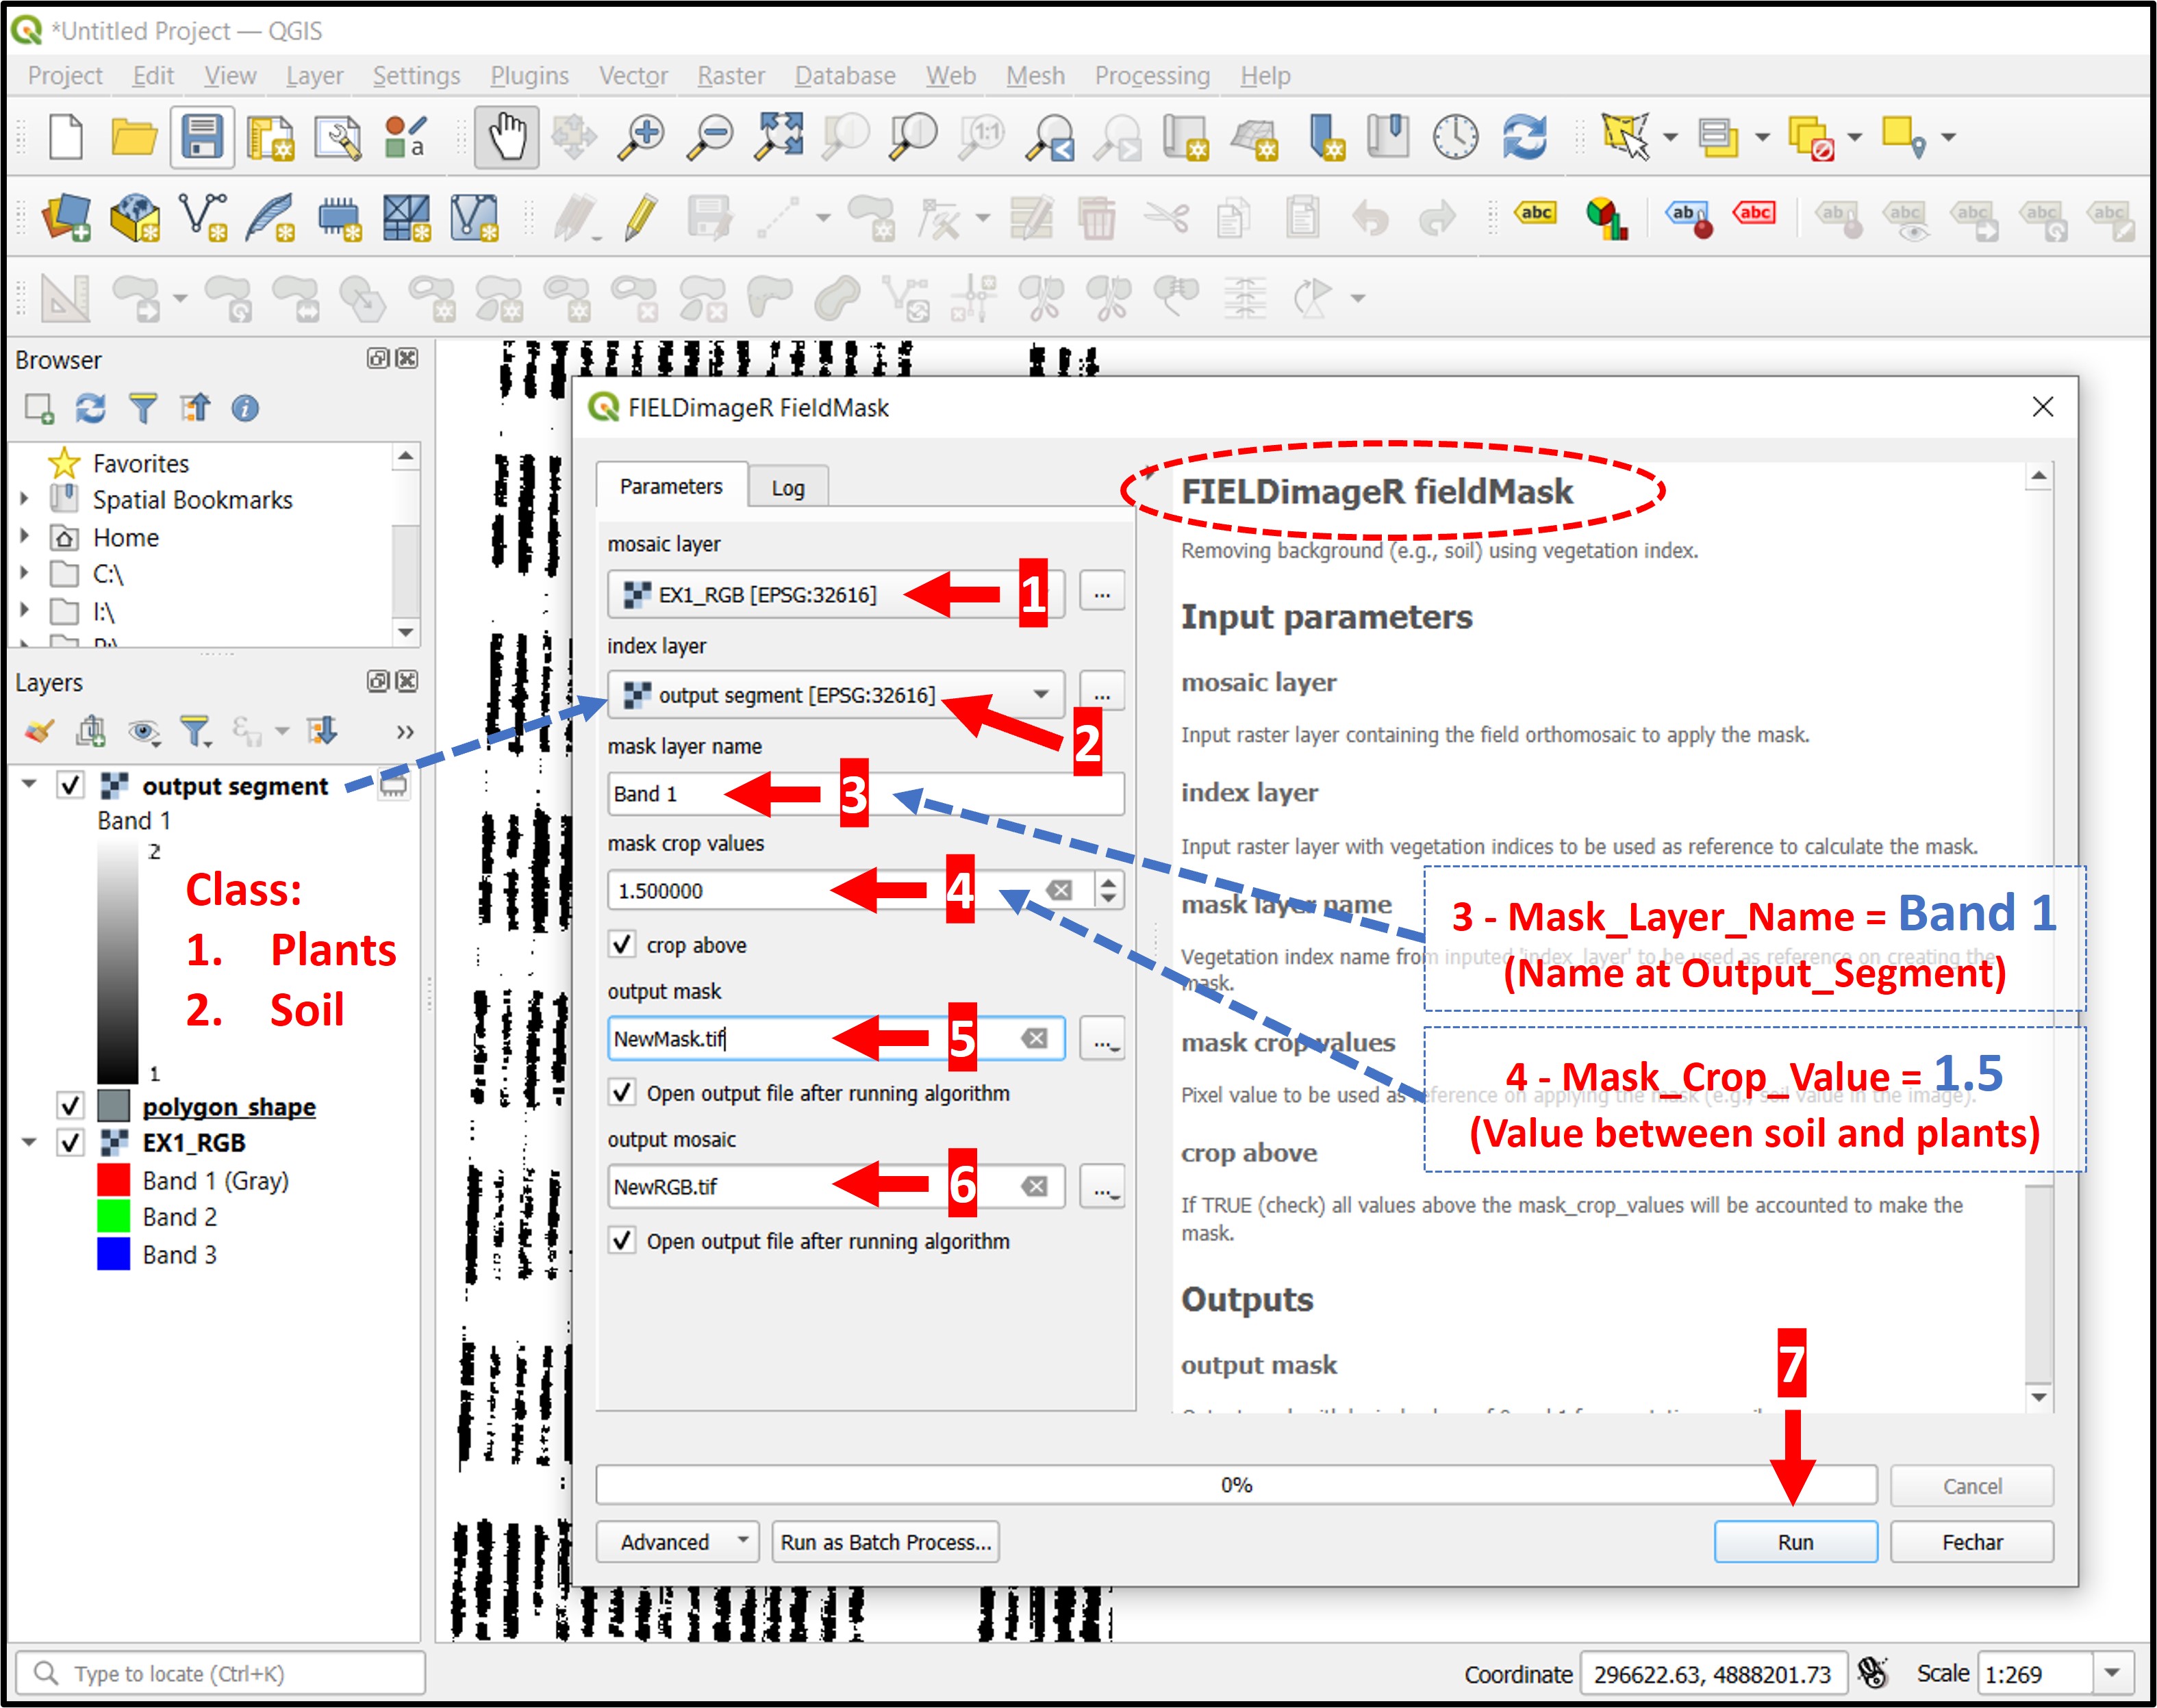 *Untitled Project — QGIS
Project Edit View Layer Settings Plugins Vector Raster Database Web Mesh Processing Help
Browser
Favorites
Spatial Bookmarks
Home
C:\
I:\
Layers
output segment
Band 1
2
1
Class:
1. Plants
2. Soil
polygon_shape
EX1_RGB
Band 1 (Gray)
Band 2
Band 3
FIELDimageR FieldMask
Parameters
Log
mosaic layer
EX1_RGB [EPSG:32616]
1
index layer
output segment [EPSG:32616]
2
mask layer name
Band 1
3
mask crop values
1.500000
4
crop above
output mask
NewMask.tif
5
Open output file after running algorithm
output mosaic
NewRGB.tif
6
Open output file after running algorithm
FIELDimageR fieldMask
Removing background (e.g., soil) using vegetation index.
Input parameters
mosaic layer
Input raster layer containing the field orthomosaic to apply the mask.
index layer
Input raster layer with vegetation indices to be used as reference to calculate the mask.
mask layer name
Vegetation index name from inputed 'index_layer' to be used as reference on creating the
mask.
3 - Mask_Layer_Name = Band 1
(Name at Output_Segment)
mask crop values
Pixel value to be used as reference on applying the mask (e.g., soil value in the image).
4 - Mask_Crop_Value = 1.5
(Value between soil and plants)
crop above
If TRUE (check) all values above the mask_crop_values will be accounted to make the
mask.
Outputs
output mask
7
0%
Cancel
Advanced
Run as Batch Process...
Run
Fechar
Type to locate (Ctrl+K)
Coordinate 296622.63, 4888201.73
Scale 1:269